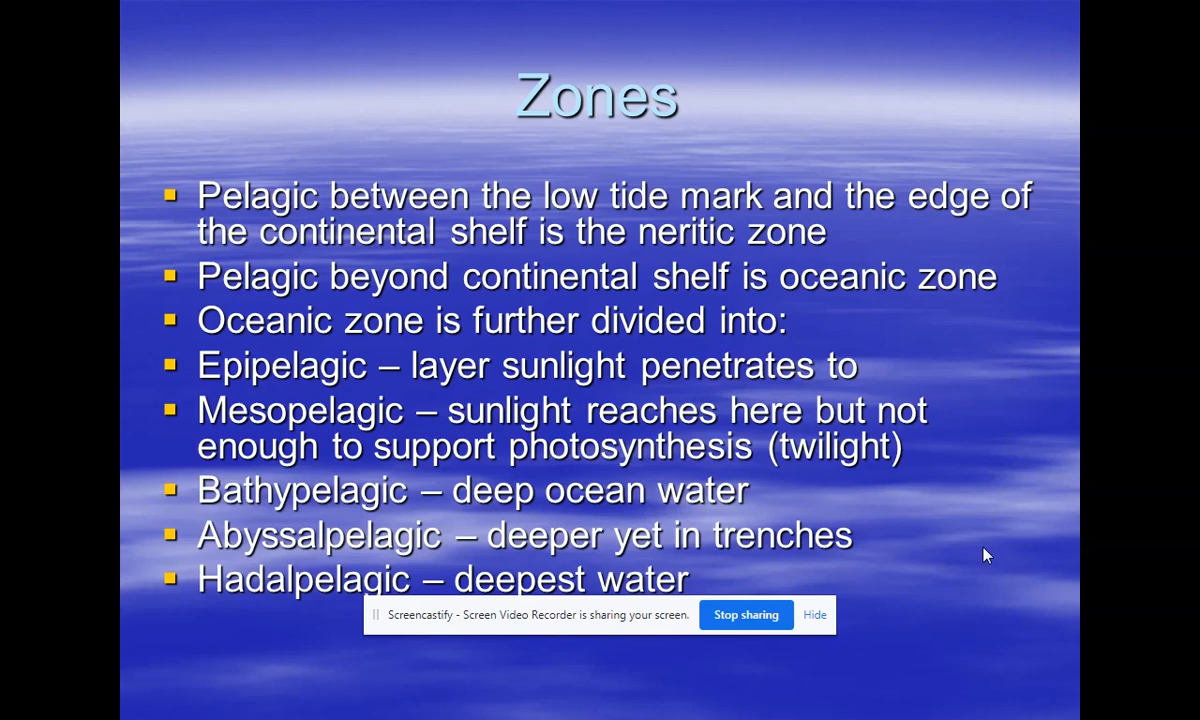 Zones
Pelagic between the low tide mark and the edge of
the continental shelf is the neritic zone
Pelagic beyond continental shelf is oceanic zone
Oceanic zone is further divided into:
Epipelagic – layer sunlight penetrates to
Mesopelagic – sunlight reaches here but not
enough to support photosynthesis (twilight)
Bathypelagic – deep ocean water
Abyssalpelagic – deeper yet in trenches
Hadalpelagic – deepest water
Screencastify - Screen Video Recorder is sharing your screen. Stop sharing Hide